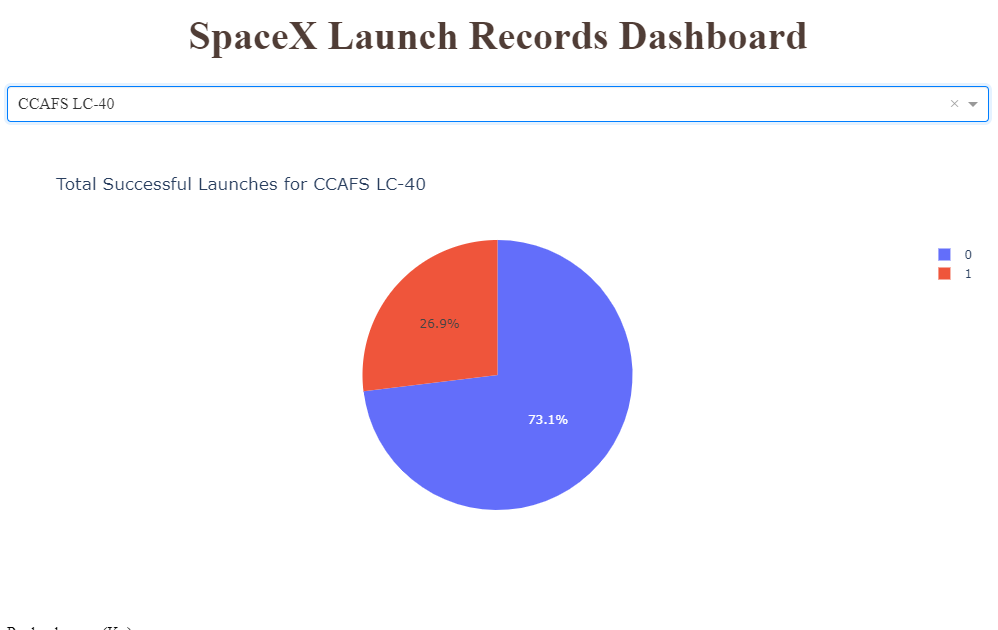 SpaceX Launch Records Dashboard
CCAFS LC-40
Total Successful Launches for CCAFS LC-40
0
1
26.9%
73.1%